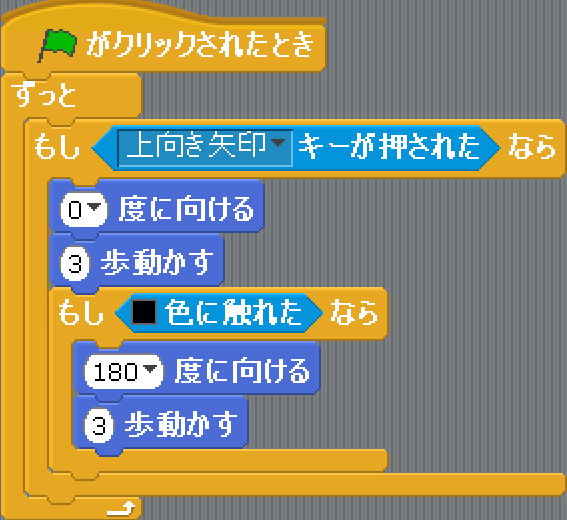 がクリックされたとき
ずっと
もし 上向き矢印 キーが押された なら
0 度に向ける
3 歩動かす
もし 色に触れた なら
180 度に向ける
3 歩動かす